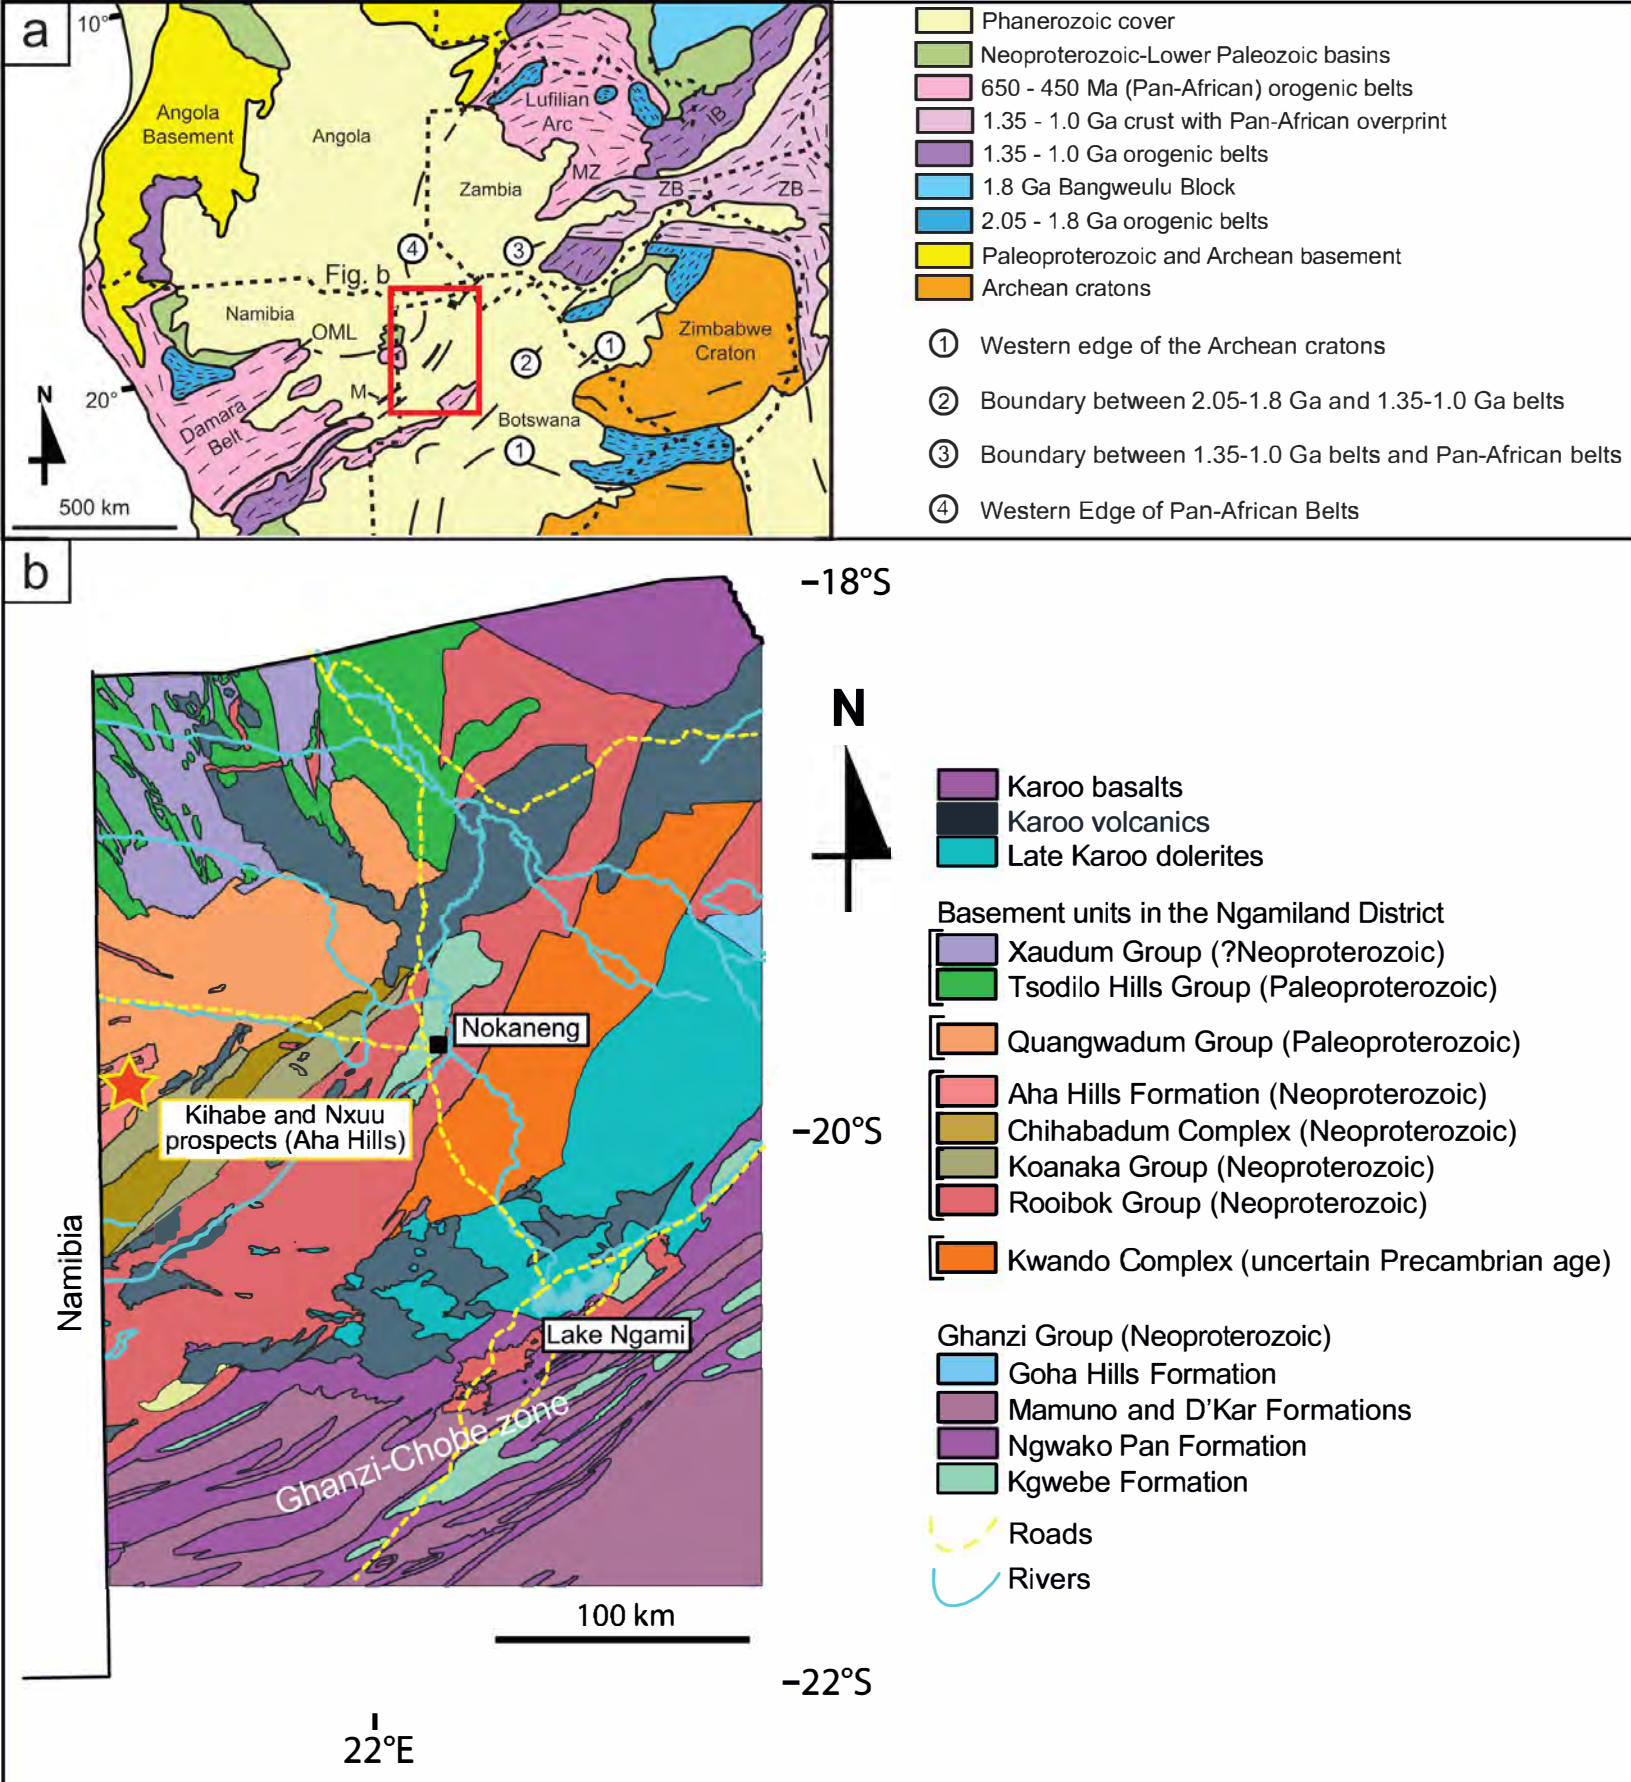 a
10°
Angola
Basement
Angola
Lufilian
Arc
IB
MZ
Zambia
ZB
ZB
4
3
Fig. b
Namibia
OML
Zimbabwe
Craton
1
2
M
N
20°
Damara
Belt
Botswana
1
500 km
Phanerozoic cover
Neoproterozoic-Lower Paleozoic basins
650 - 450 Ma (Pan-African) orogenic belts
1.35 - 1.0 Ga crust with Pan-African overprint
1.35 - 1.0 Ga orogenic belts
1.8 Ga Bangweulu Block
2.05 - 1.8 Ga orogenic belts
Paleoproterozoic and Archean basement
Archean cratons
1 Western edge of the Archean cratons
2 Boundary between 2.05-1.8 Ga and 1.35-1.0 Ga belts
3 Boundary between 1.35-1.0 Ga belts and Pan-African belts
4 Western Edge of Pan-African Belts
b
–18°S
N
Nokaneng
Kihabe and Nxuu
prospects (Aha Hills)
–20°S
Namibia
Lake Ngami
Ghanzi-Chobe zone
100 km
–22°S
22°E
Karoo basalts
Karoo volcanics
Late Karoo dolerites
Basement units in the Ngamiland District
Xaudum Group (?Neoproterozoic)
Tsodilo Hills Group (Paleoproterozoic)
Quangwadum Group (Paleoproterozoic)
Aha Hills Formation (Neoproterozoic)
Chihabadum Complex (Neoproterozoic)
Koanaka Group (Neoproterozoic)
Rooibok Group (Neoproterozoic)
Kwando Complex (uncertain Precambrian age)
Ghanzi Group (Neoproterozoic)
Goha Hills Formation
Mamuno and D'Kar Formations
Ngwako Pan Formation
Kgwebe Formation
Roads
Rivers